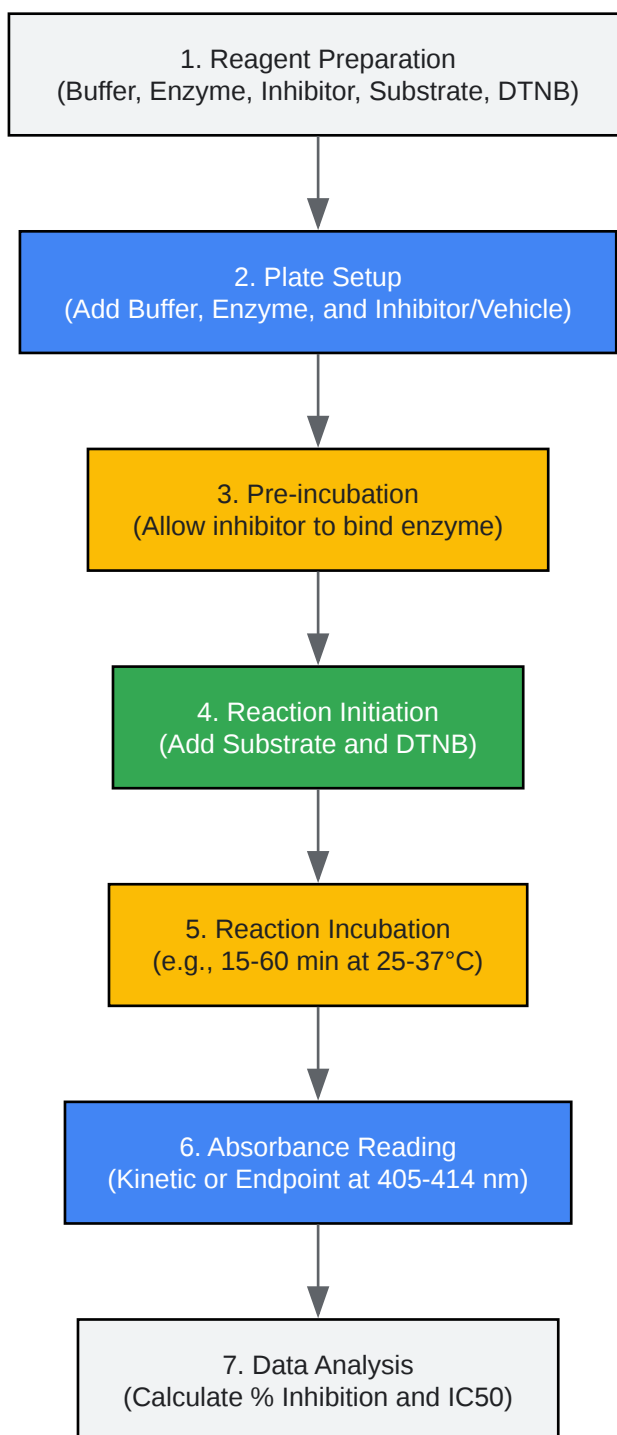 1. Reagent Preparation
(Buffer, Enzyme, Inhibitor, Substrate, DTNB)
2. Plate Setup
(Add Buffer, Enzyme, and Inhibitor/Vehicle)
3. Pre-incubation
(Allow inhibitor to bind enzyme)
4. Reaction Initiation
(Add Substrate and DTNB)
5. Reaction Incubation
(e.g., 15-60 min at 25-37°C)
6. Absorbance Reading
(Kinetic or Endpoint at 405-414 nm)
7. Data Analysis
(Calculate % Inhibition and IC50)